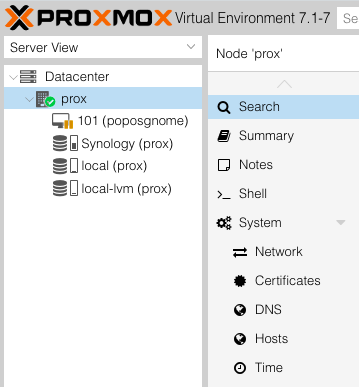 PROXMOX Virtual Environment 7.1-7
Server View
Node 'prox'
Datacenter
prox
101 (poposgnome)
Synology (prox)
local (prox)
local-lvm (prox)
Search
Summary
Notes
Shell
System
Network
Certificates
DNS
Hosts
Time